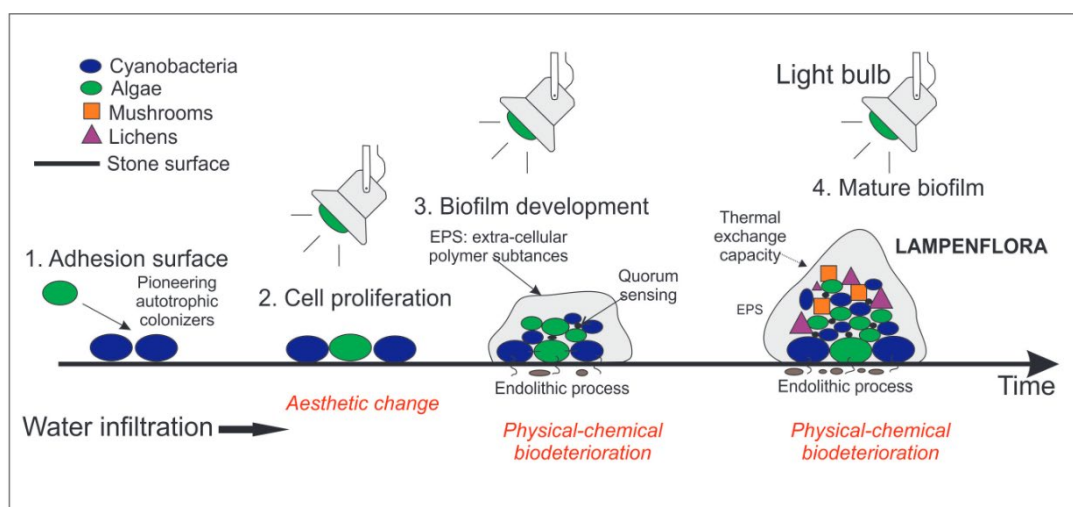 Cyanobacteria
Algae
Mushrooms
Lichens
Stone surface
Light bulb
1. Adhesion surface
Pioneering
autotrophic
colonizers
2. Cell proliferation
3. Biofilm development
EPS: extra-cellular
polymer subtances
Quorum
sensing
4. Mature biofilm
Thermal
exchange
capacity
LAMPENFLORA
EPS
Endolithic process
Endolithic process
Time
Water infiltration
Aesthetic change
Physical-chemical
biodeterioration
Physical-chemical
biodeterioration